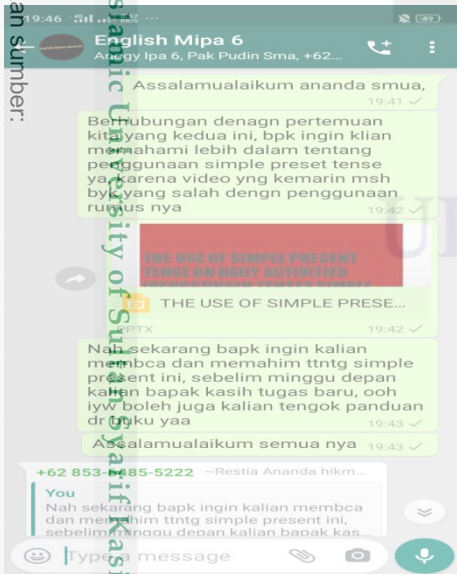 an sumber:
slamic University of Sultan Syarif Kasi
19:46
49
English Mipa 6
Anggy Ipa 6, Pak Pudin Sma, +62...
Assalamualaikum ananda smua,
19:41
Berhubungan denagn pertemuan
kita yang kedua ini, bpk ingin klian
memahami lebih dalam tentang
penggunaan simple preset tense
ya, karena video yng kemarin msh
byk yang salah dengn penggunaan
rumus nya
19:42
THE USE OF SIMPLE PRESENT
TENSE ON DAILY ACTIVITIES
THE USE OF SIMPLE PRESE...
PPTX
19:42
Nah sekarang bapk ingin kalian
membca dan memahim ttntg simple
present ini, sebelim minggu depan
kalian bapak kasih tugas baru, ooh
iyw boleh juga kalian tengok panduan
dr buku yaa
19:43
Assalamualaikum semua nya
19:43
+62 853-6485-5222 ~Restia Ananda hikm...
You
Nah sekarang bapk ingin kalian membca
dan memahim ttntg simple present ini,
sebelim minggu depan kalian bapak kas...
Type a message